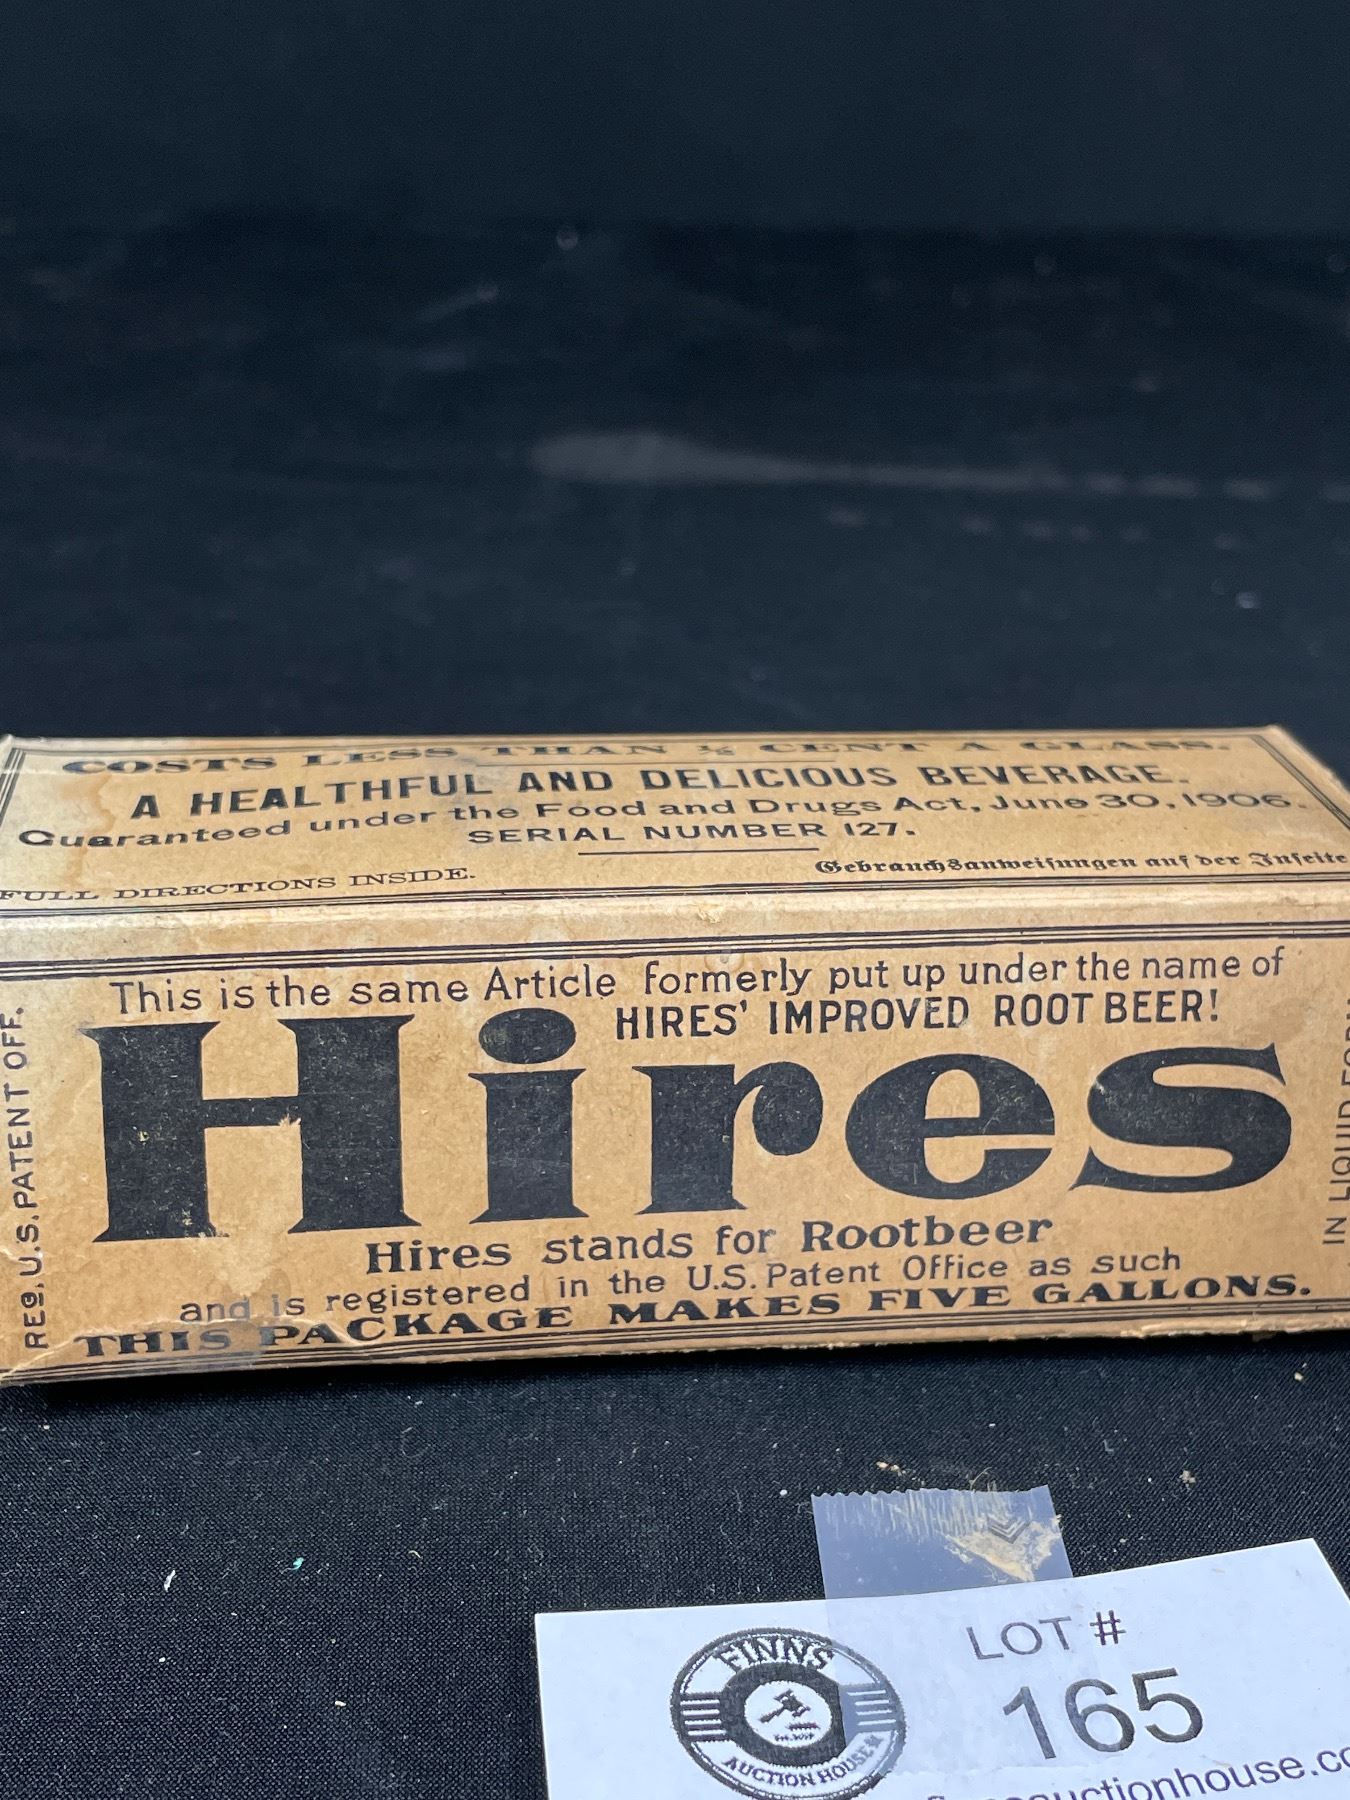 COSTS LESS THAN ⅙ CENT A GLASS.
A HEALTHFUL AND DELICIOUS BEVERAGE.
Guaranteed under the Food and Drugs Act, June 30, 1906.
SERIAL NUMBER 127.
FULL DIRECTIONS INSIDE.
Gebrauchsanweisungen auf der Inseite
REG. U.S. PATENT OFF.
This is the same Article formerly put up under the name of
HIRES' IMPROVED ROOT BEER!
Hires
Hires stands for Rootbeer
and is registered in the U.S. Patent Office as such
THIS PACKAGE MAKES FIVE GALLONS.
IN LIQUID
FINNS
AUCTION HOUSE
LOT #
165